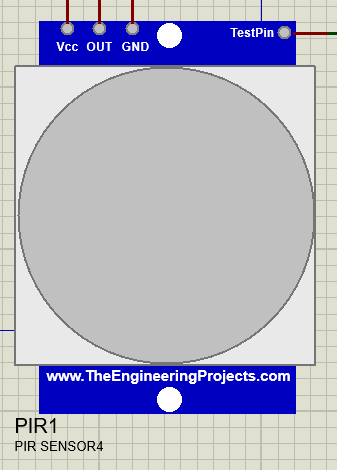 Vcc OUT GND TestPin
www.TheEngineeringProjects.com
PIR1
PIR SENSOR4